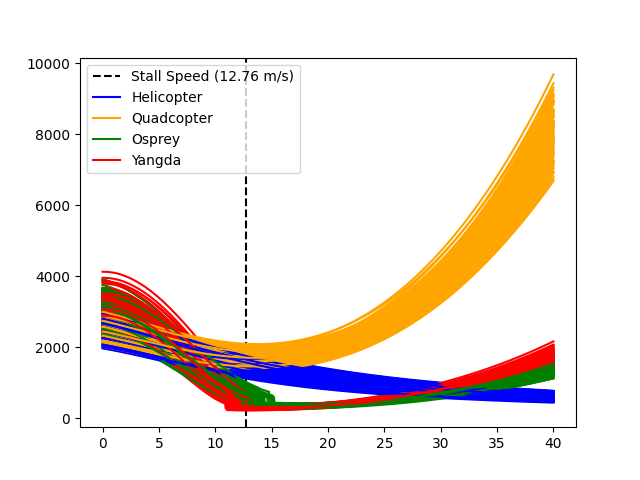 10000
8000
6000
4000
2000
0
Stall Speed (12.76 m/s)
Helicopter
Quadcopter
Osprey
Yangda
0 5 10 15 20 25 30 35 40